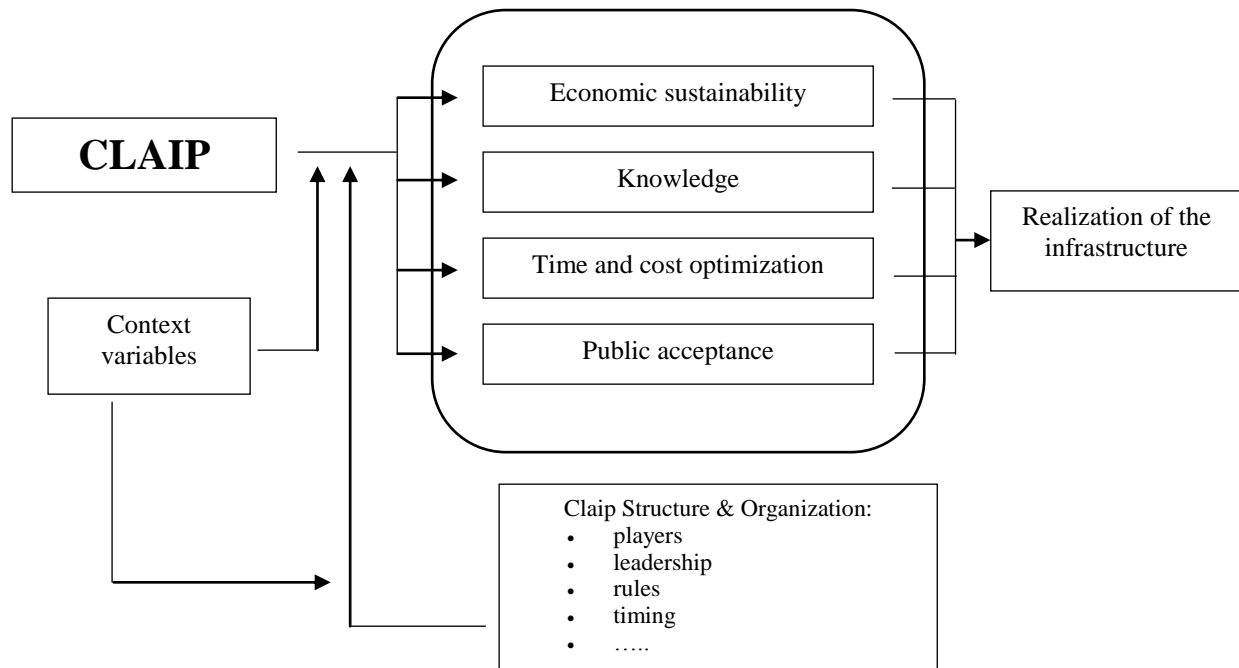 CLAIP
Economic sustainability
Knowledge
Time and cost optimization
Public acceptance
Realization of the
infrastructure
Context
variables
Claip Structure & Organization:
• players
• leadership
• rules
• timing
• …..